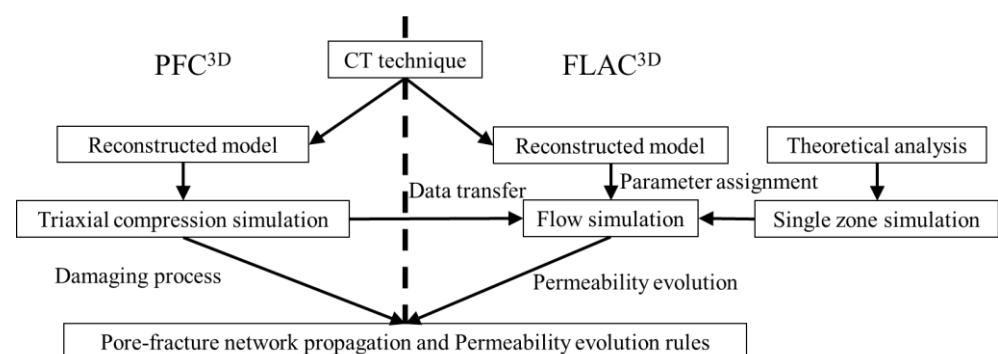 PFC3D
CT technique
FLAC3D
Reconstructed model
Reconstructed model
Theoretical analysis
Data transfer
Parameter assignment
Triaxial compression simulation
Flow simulation
Single zone simulation
Damaging process
Permeability evolution
Pore-fracture network propagation and Permeability evolution rules